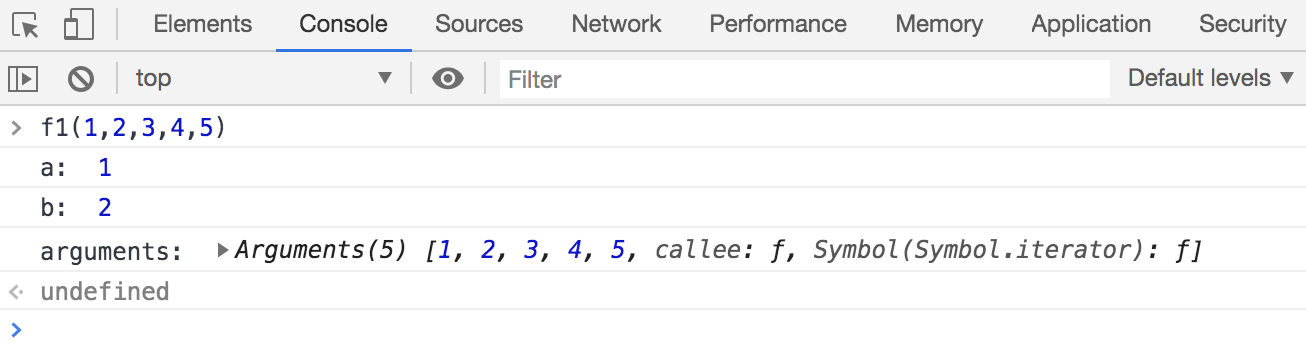 Elements Console Sources Network Performance Memory Application Security
top Filter Default levels
f1(1,2,3,4,5)
a: 1
b: 2
arguments: Arguments(5) [1, 2, 3, 4, 5, callee: ƒ, Symbol(Symbol.iterator): ƒ]
undefined